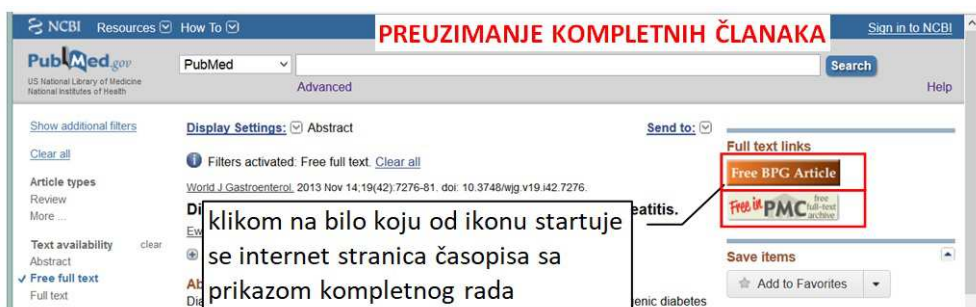 NCBI Resources How To
PREUZIMANJE KOMPLETNIH ČLANAKA
Sign in to NCBI
PubMed.gov
US National Library of Medicine
National Institutes of Health
PubMed
Search
Advanced
Help
Show additional filters
Clear all
Article types
Review
More ...
Text availability clear
Abstract
Free full text
Full text
Display Settings: Abstract
Send to:
Filters activated: Free full text. Clear all
World J Gastroenterol. 2013 Nov 14;19(42):7276-81. doi: 10.3748/wjg.v19.i42.7276.
klikom na bilo koju od ikonu startuje
se internet stranica časopisa sa
prikazom kompletnog rada
Full text links
Free BPG Article
Free in PMC free full-text archive
Save items
Add to Favorites